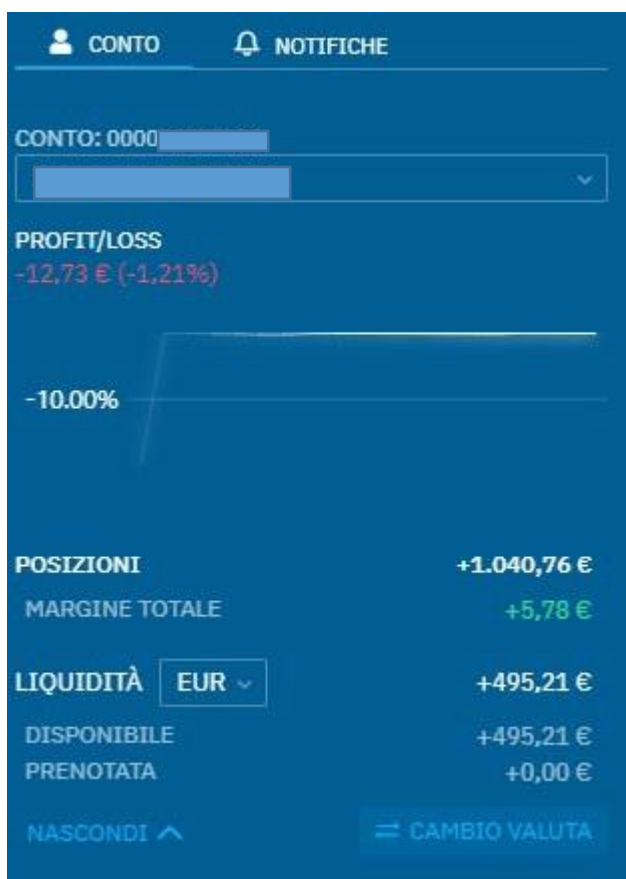 CONTO NOTIFICHE
CONTO: 0000
PROFIT/LOSS
-12,73 € (-1,21%)
-10.00%
POSIZIONI +1.040,76 €
MARGINE TOTALE +5,78 €
LIQUIDITÀ EUR +495,21 €
DISPONIBILE +495,21 €
PRENOTATA +0,00 €
NASCONDI CAMBIO VALUTA